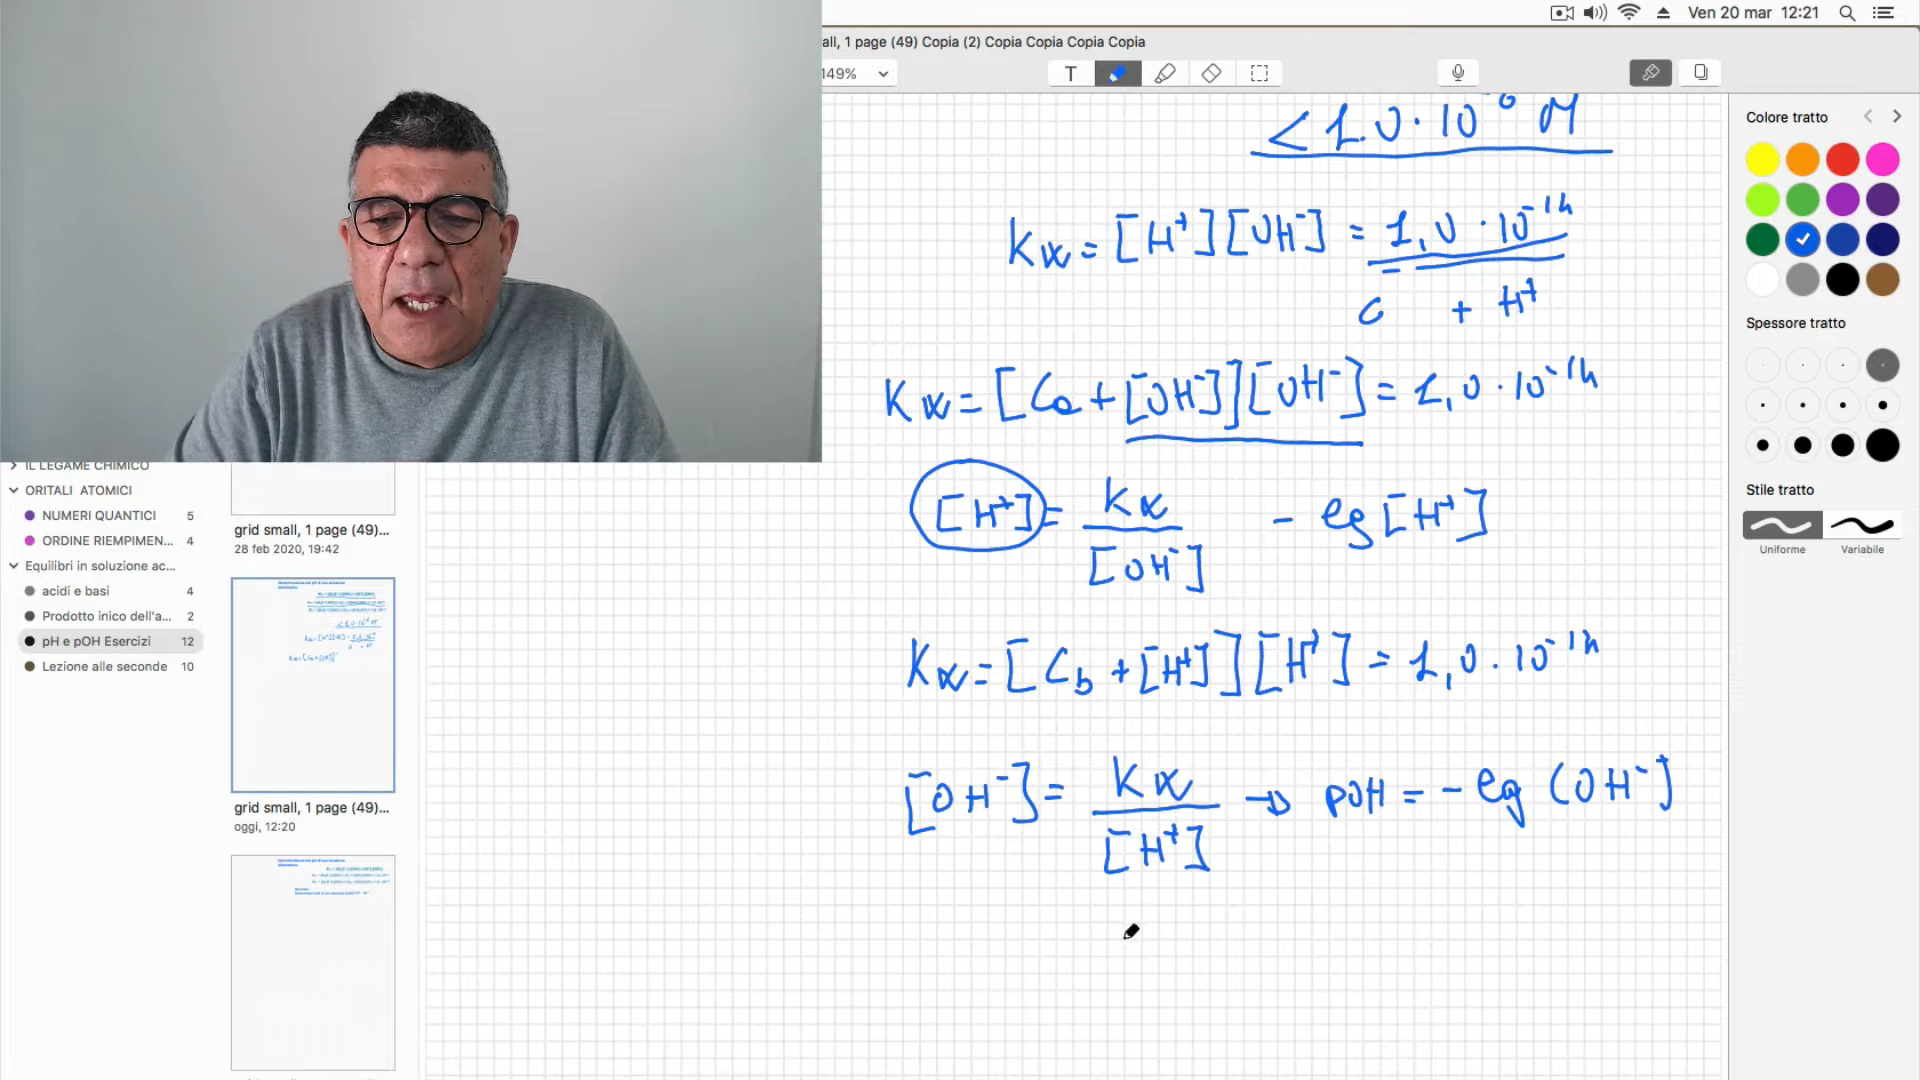 Ven 20 mar 12:21
all, 1 page (49) Copia (2) Copia Copia Copia Copia
149%
T
IL LEGAME CHIMICO
ORITALI ATOMICI
NUMERI QUANTICI 5
ORDINE RIEMPIMEN... 4
Equilibri in soluzione ac...
acidi e basi 4
Prodotto inico dell'a... 2
pH e pOH Esercizi 12
Lezione alle seconde 10
grid small, 1 page (49)...
28 feb 2020, 19:42
grid small, 1 page (49)...
oggi, 12:20
< 1.0 · 10⁻⁶ M
Kw = [H⁺][OH⁻] = 1,0 · 10⁻¹⁴
C + H⁺
Kw = [Ca + [OH⁻]][OH⁻] = 1,0 · 10⁻¹⁴
[H⁺] = Kw / [OH⁻] - lg [H⁺]
Kw = [Cb + [H⁺]][H⁺] = 1,0 · 10⁻¹⁴
[OH⁻] = Kw / [H⁺] → pOH = - lg (OH⁻]
Colore tratto
Spessore tratto
Stile tratto
Uniforme
Variabile